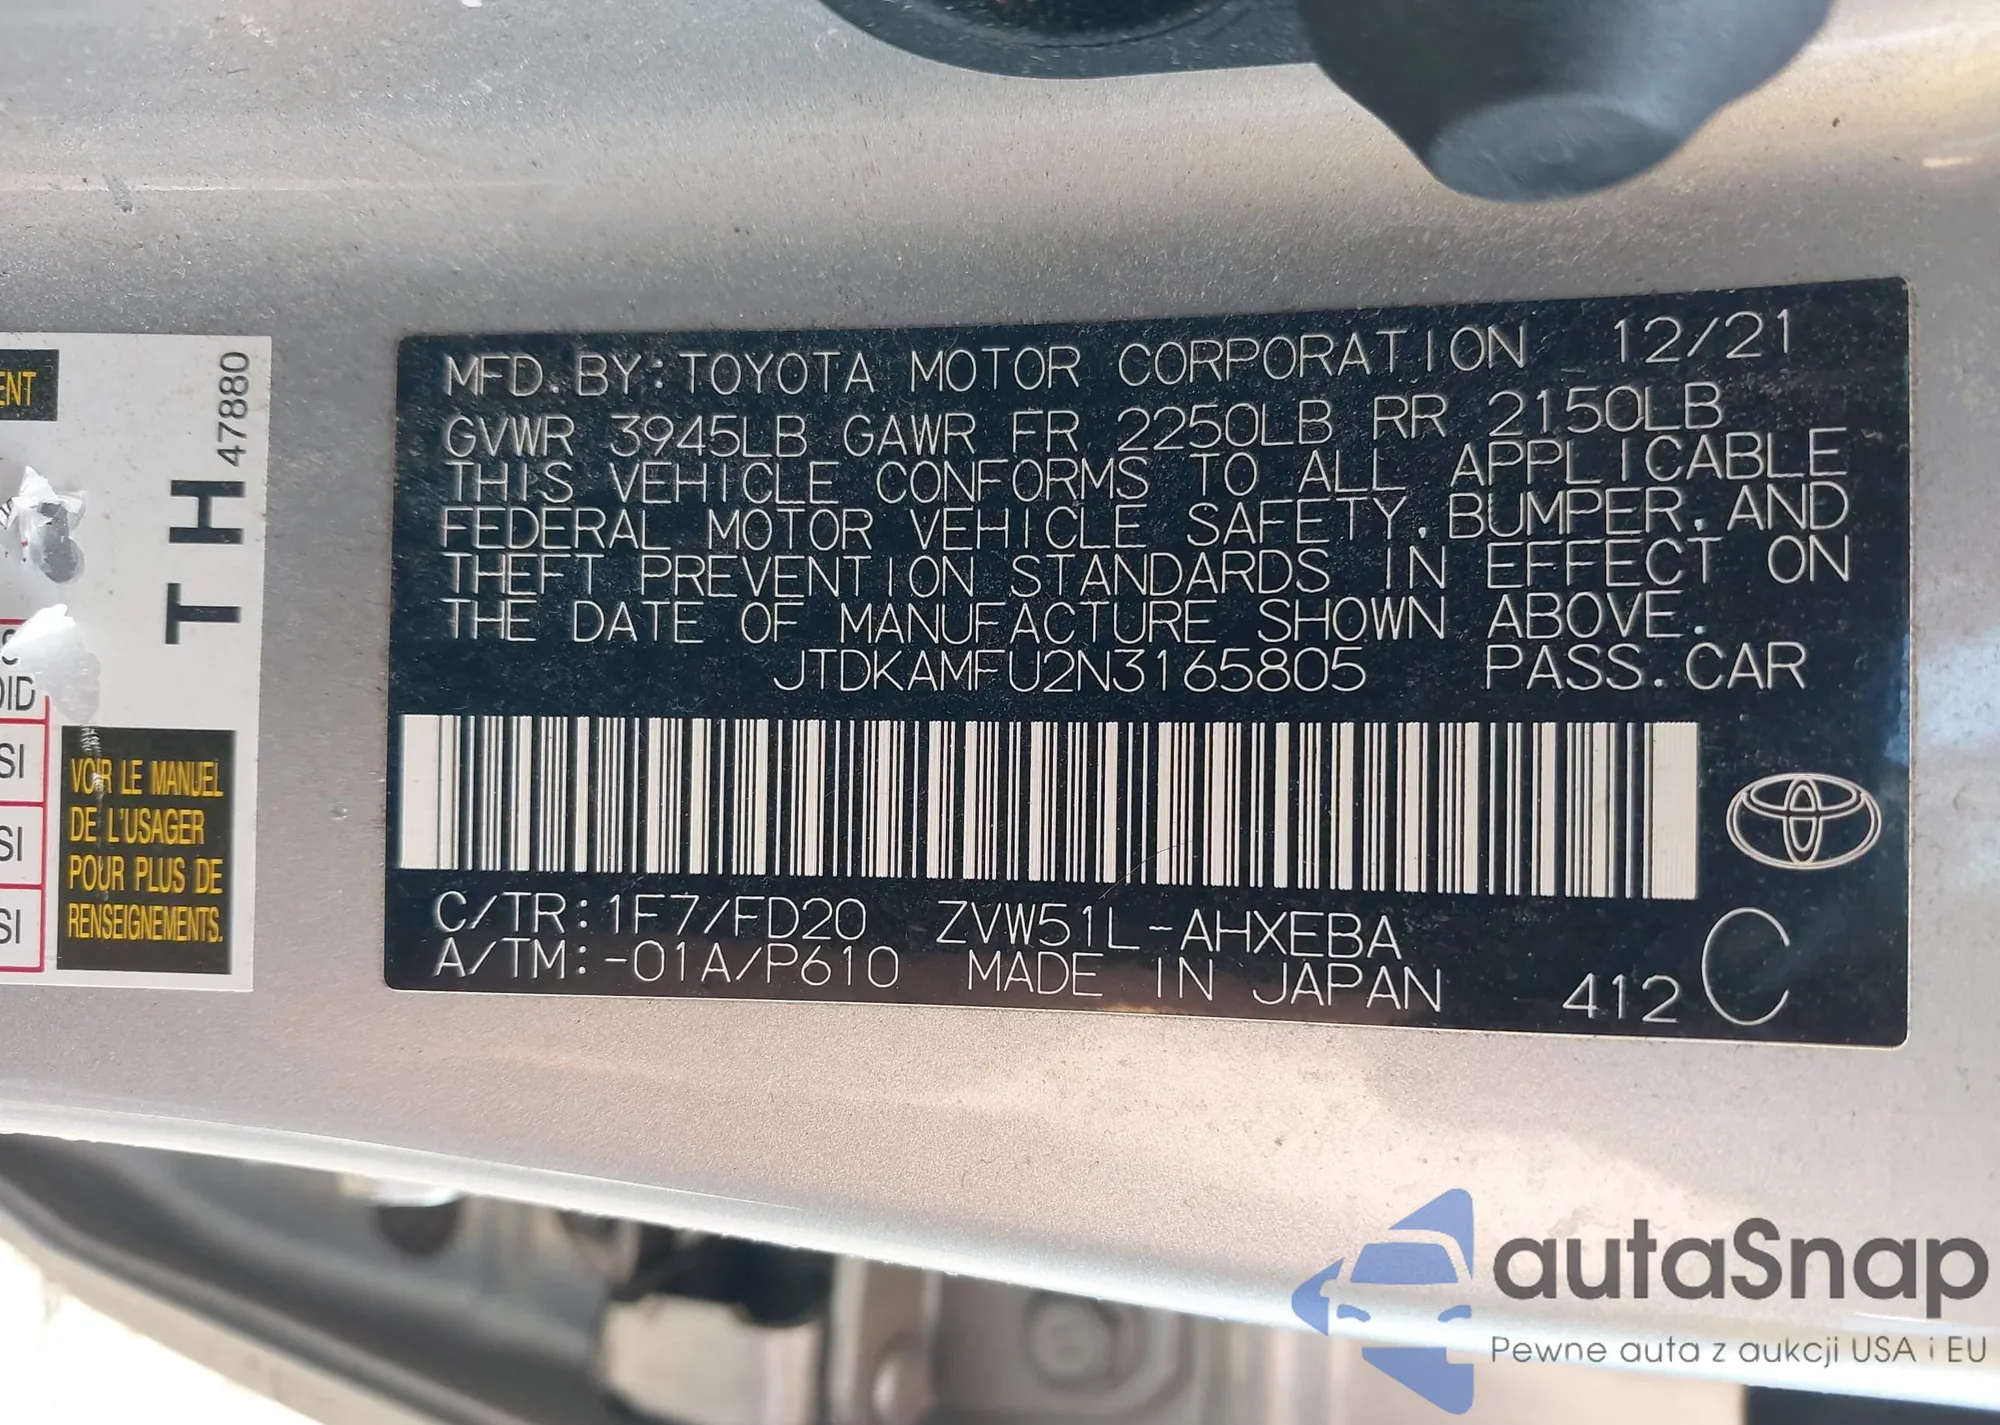 MFD. BY: TOYOTA MOTOR CORPORATION 12/21
GVWR 3945LB GAWR FR 2250LB RR 2150LB
THIS VEHICLE CONFORMS TO ALL APPLICABLE
FEDERAL MOTOR VEHICLE SAFETY, BUMPER, AND
THEFT PREVENTION STANDARDS IN EFFECT ON
THE DATE OF MANUFACTURE SHOWN ABOVE.
JTDKAMFU2N3165805 PASS. CAR
C/TR: 1F7/FD20 ZVW51L-AHXEBA
A/TM: -01A/P610 MADE IN JAPAN 412 C
TH 47880
VOIR LE MANUEL
DE L'USAGER
POUR PLUS DE
RENSEIGNEMENTS.
SI
SI
SI
autaSnap
Pewne auta z aukcji USA i EU